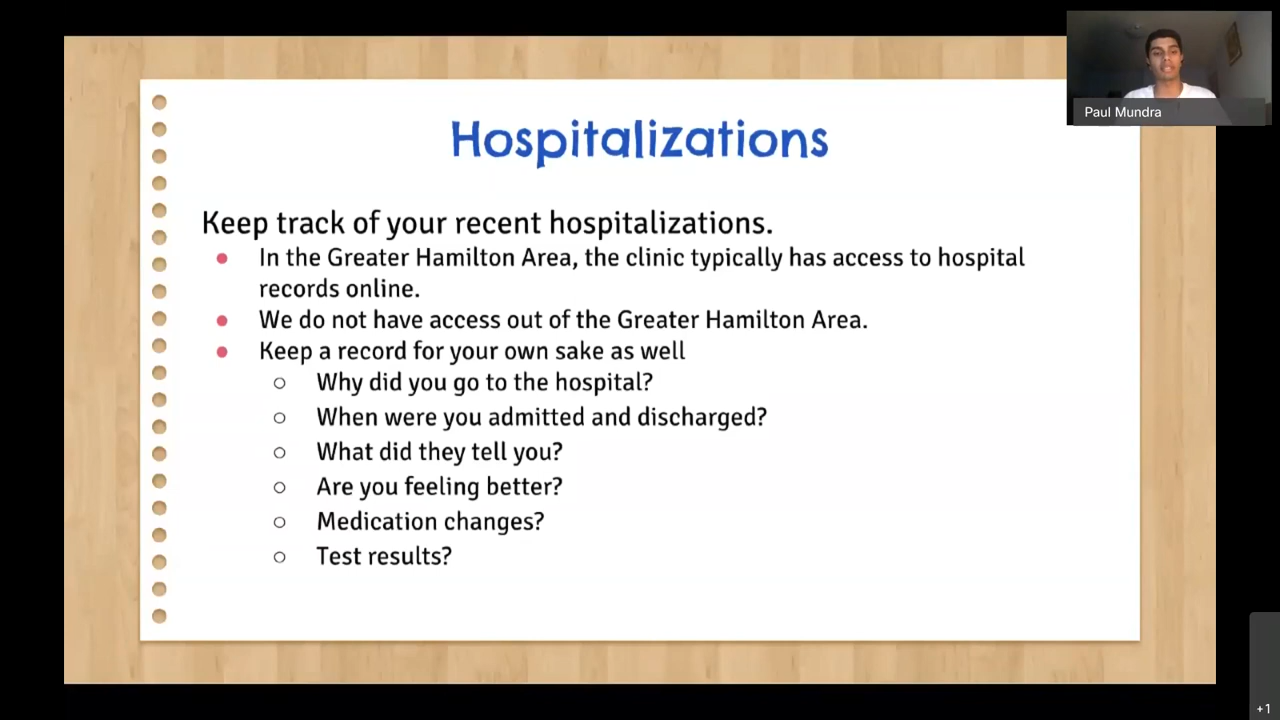 Hospitalizations
Paul Mundra
Keep track of your recent hospitalizations.
● In the Greater Hamilton Area, the clinic typically has access to hospital
records online.
● We do not have access out of the Greater Hamilton Area.
● Keep a record for your own sake as well
○ Why did you go to the hospital?
○ When were you admitted and discharged?
○ What did they tell you?
○ Are you feeling better?
○ Medication changes?
○ Test results?
+1